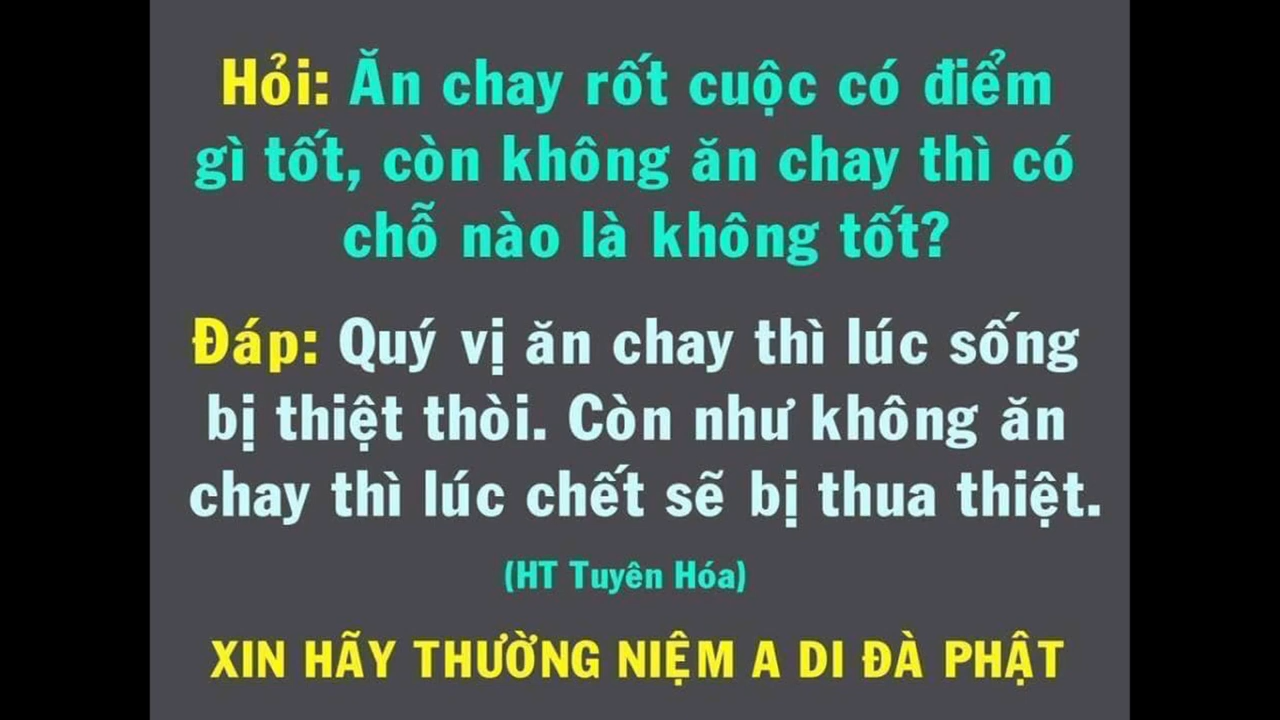 Hỏi: Ăn chay rốt cuộc có điểm
gì tốt, còn không ăn chay thì có
chỗ nào là không tốt?
Đáp: Quý vị ăn chay thì lúc sống
bị thiệt thòi. Còn như không ăn
chay thì lúc chết sẽ bị thua thiệt.
(HT Tuyên Hóa)
XIN HÃY THƯỜNG NIỆM A DI ĐÀ PHẬT